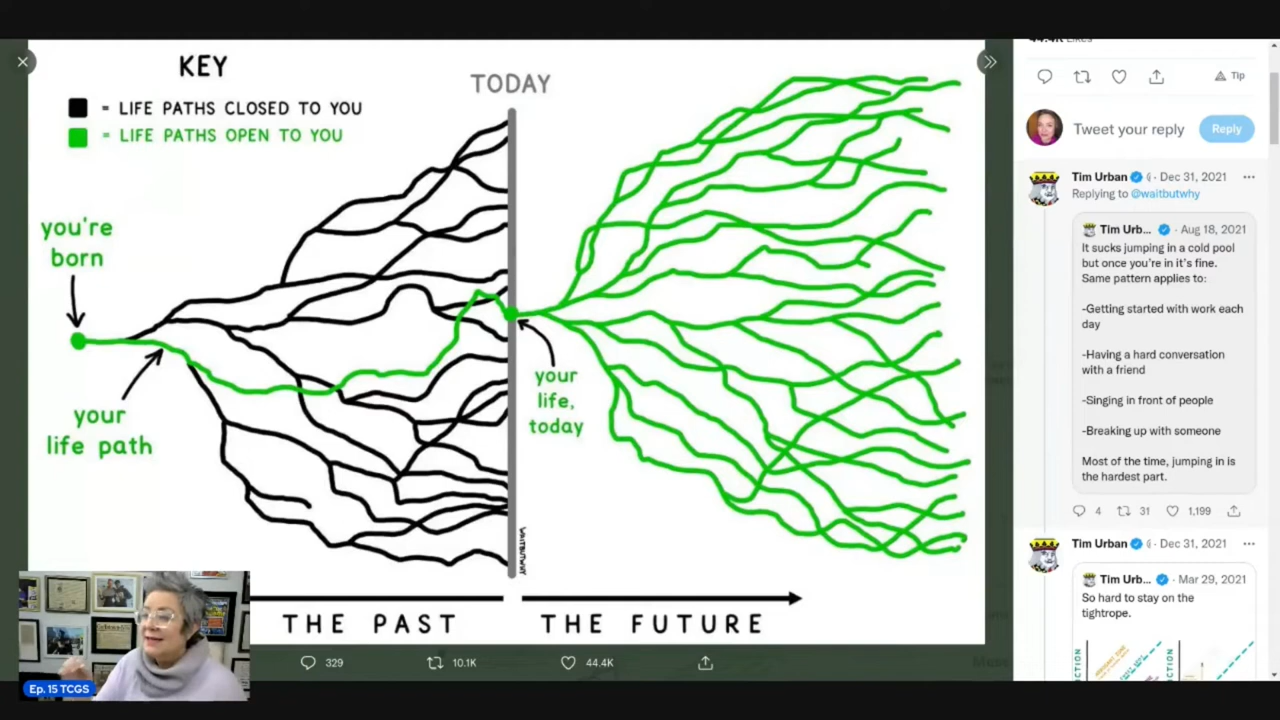 KEY
= LIFE PATHS CLOSED TO YOU
= LIFE PATHS OPEN TO YOU
TODAY
you're
born
your
life path
your
life,
today
WAITBUTWHY
THE PAST
THE FUTURE
329
10.1K
44.4K
Ep. 15 TCGS
44.4K Likes
Tip
Tweet your reply
Reply
Tim Urban · Dec 31, 2021 ···
Replying to @waitbutwhy
Tim Urb... · Aug 18, 2021
It sucks jumping in a cold pool
but once you're in it's fine.
Same pattern applies to:
-Getting started with work each
day
-Having a hard conversation
with a friend
-Singing in front of people
-Breaking up with someone
Most of the time, jumping in is
the hardest part.
4
31
1,199
Tim Urban · Dec 31, 2021 ···
Tim Urb... · Mar 29, 2021
So hard to stay on the
tightrope.